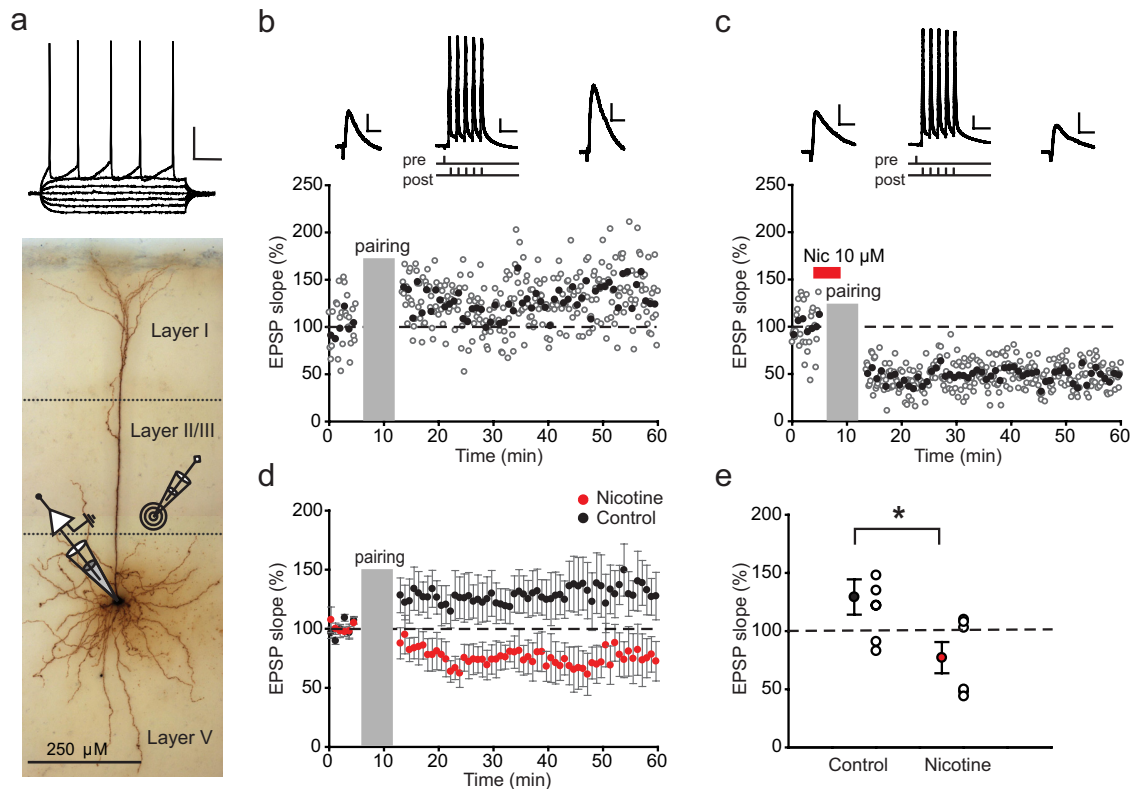 a
Layer I
Layer II/III
Layer V
250 µM
b
pre
post
250
200
150
100
50
0
EPSP slope (%)
pairing
0 10 20 30 40 50 60
Time (min)
c
pre
post
250
200
150
100
50
0
EPSP slope (%)
Nic 10 µM
pairing
0 10 20 30 40 50 60
Time (min)
d
Nicotine
Control
200
150
100
50
0
EPSP slope (%)
pairing
0 10 20 30 40 50 60
Time (min)
e
200
150
100
50
0
EPSP slope (%)
*
Control Nicotine